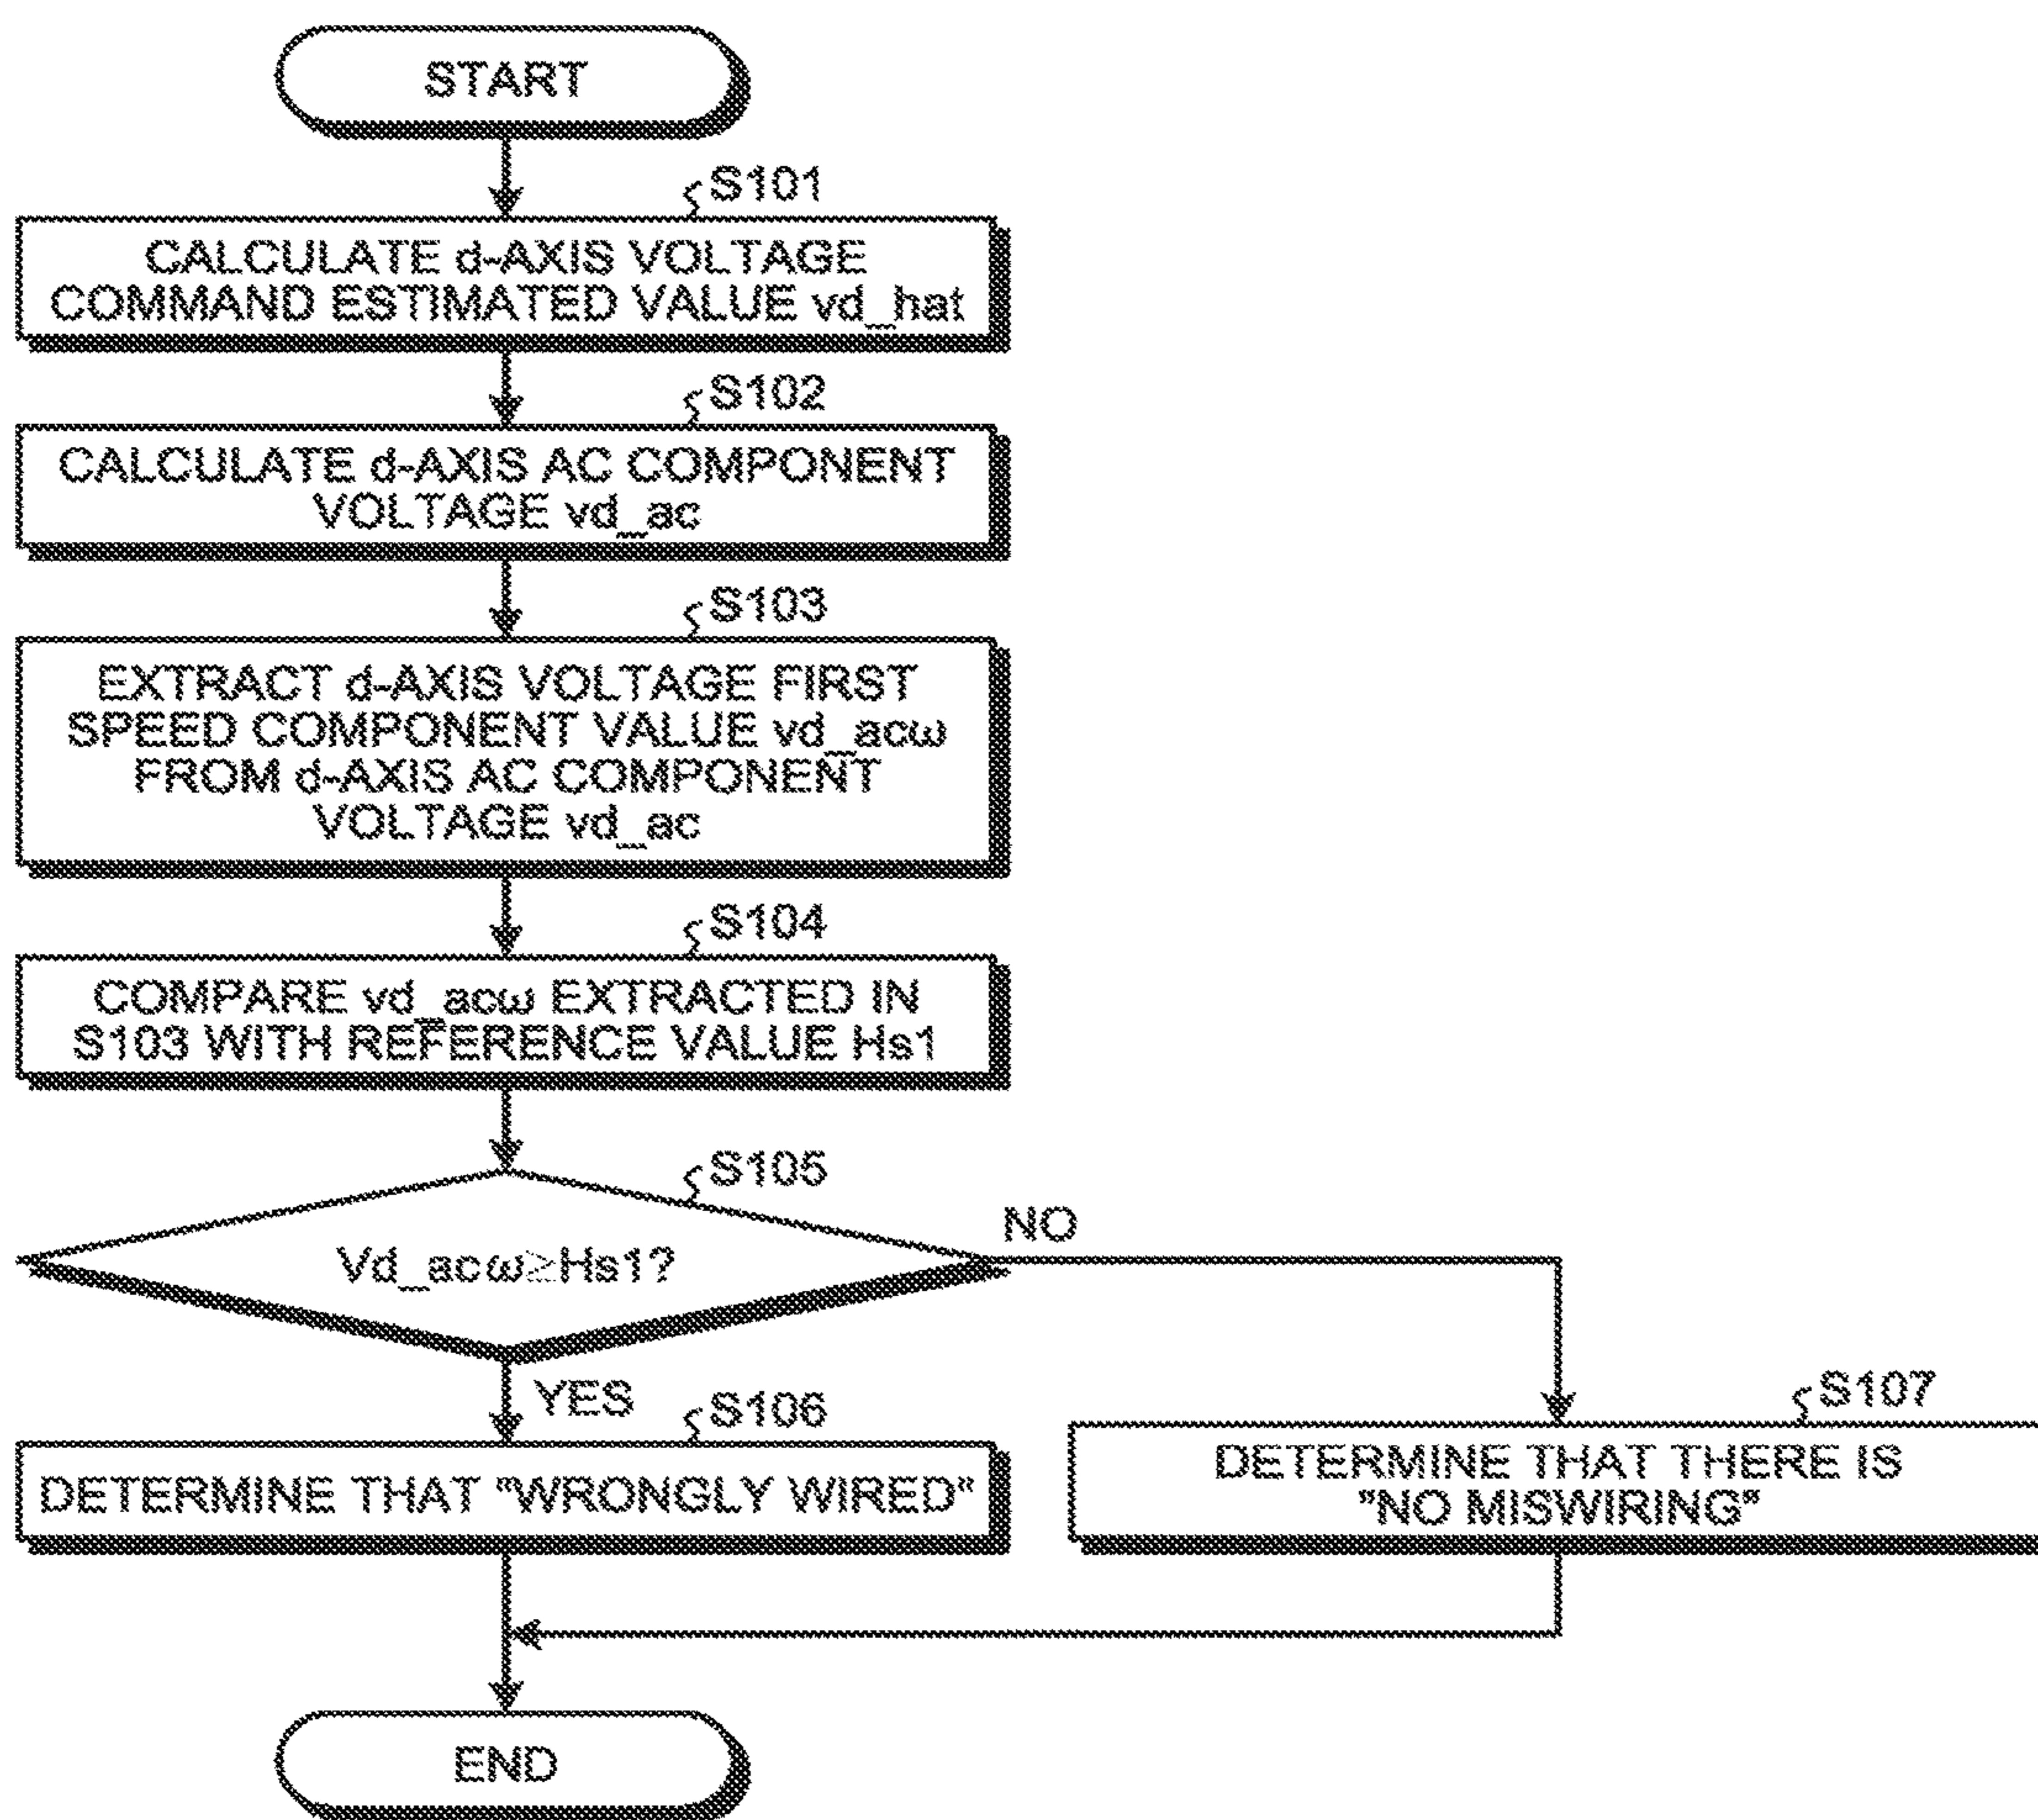 START
S101
CALCULATE d-AXIS VOLTAGE
COMMAND ESTIMATED VALUE vd_hat
S102
CALCULATE d-AXIS AC COMPONENT
VOLTAGE vd_ac
S103
EXTRACT d-AXIS VOLTAGE FIRST
SPEED COMPONENT VALUE vd_acω
FROM d-AXIS AC COMPONENT
VOLTAGE vd_ac
S104
COMPARE vd_acω EXTRACTED IN
S103 WITH REFERENCE VALUE Hs1
S105
Vd_acω≥Hs1?
NO
YES
S106
DETERMINE THAT "WRONGLY WIRED"
S107
DETERMINE THAT THERE IS
"NO MISWIRING"
END